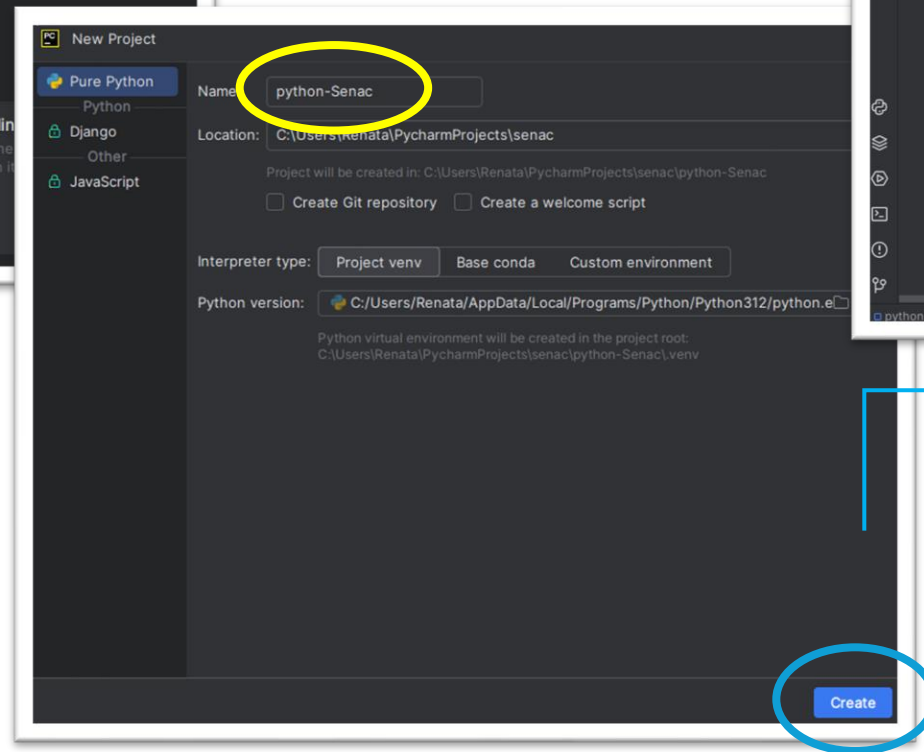 PC New Project
Pure Python
Python
Django
Other
JavaScript
Name
python-Senac
Location: C:\Users\Renata\PycharmProjects\senac
Project will be created in: C:\Users\Renata\PycharmProjects\senac\python-Senac
Create Git repository Create a welcome script
Interpreter type: Project venv Base conda Custom environment
Python version: C:/Users/Renata/AppData/Local/Programs/Python/Python312/python.e
Python virtual environment will be created in the project root:
C:\Users\Renata\PycharmProjects\senac\python-Senac\.venv
Create
python